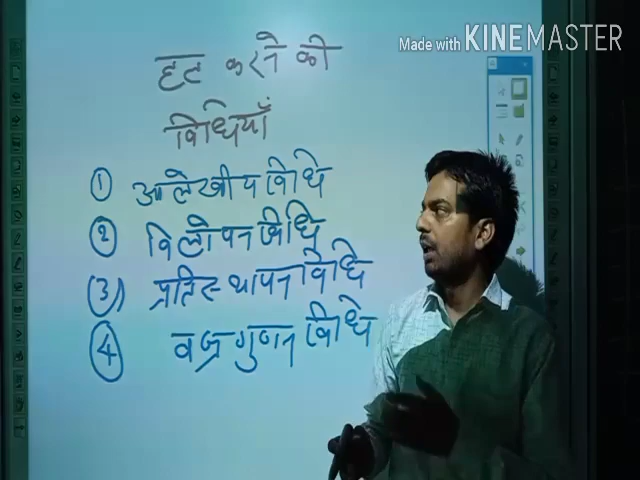 Made with KINEMASTER
हल करने की
विधियाँ
① आलेखीय विधि
② विलोपन विधि
(3) प्रतिस्थापन विधि
④ वज्रगुणन विधि